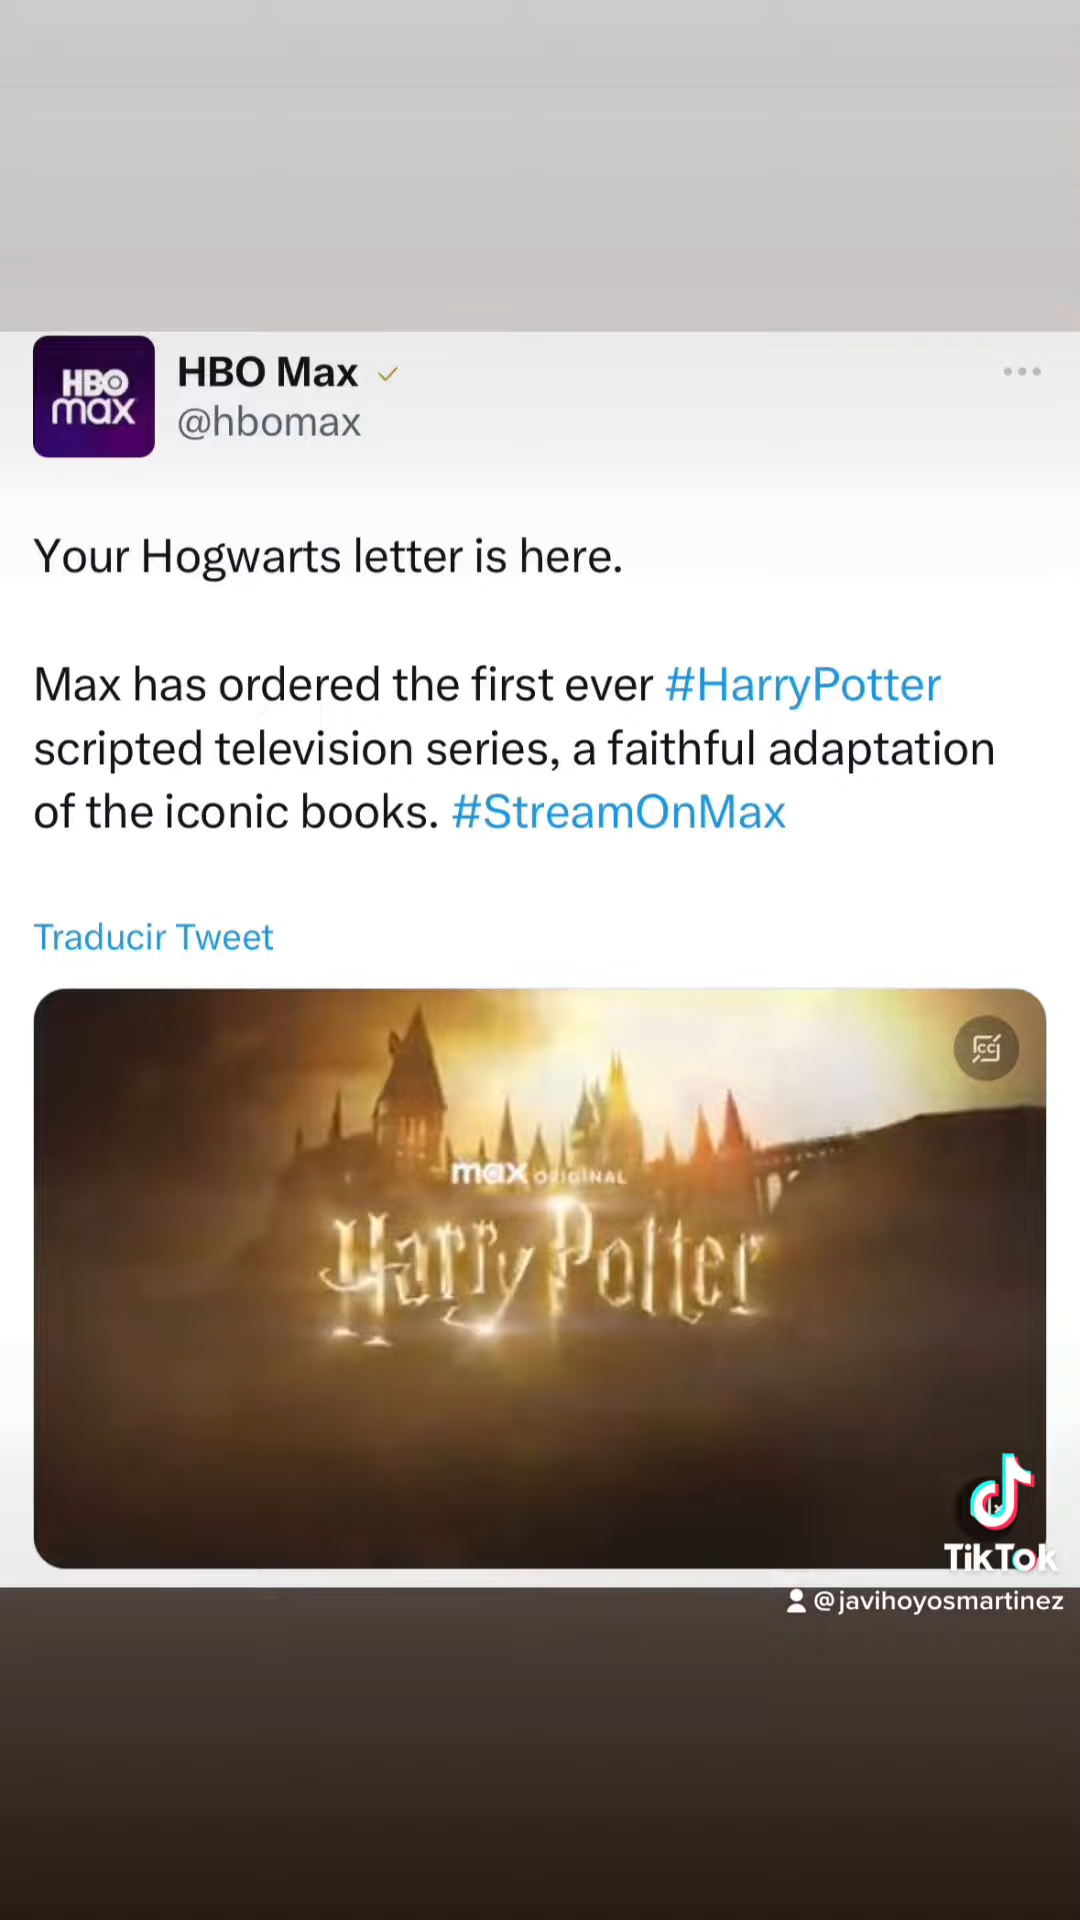 HBO
max
HBO Max
@hbomax
Your Hogwarts letter is here.
Max has ordered the first ever #HarryPotter
scripted television series, a faithful adaptation
of the iconic books. #StreamOnMax
Traducir Tweet
CC
max ORIGINAL
Harry Potter
TikTok
@javihoyosmartinez